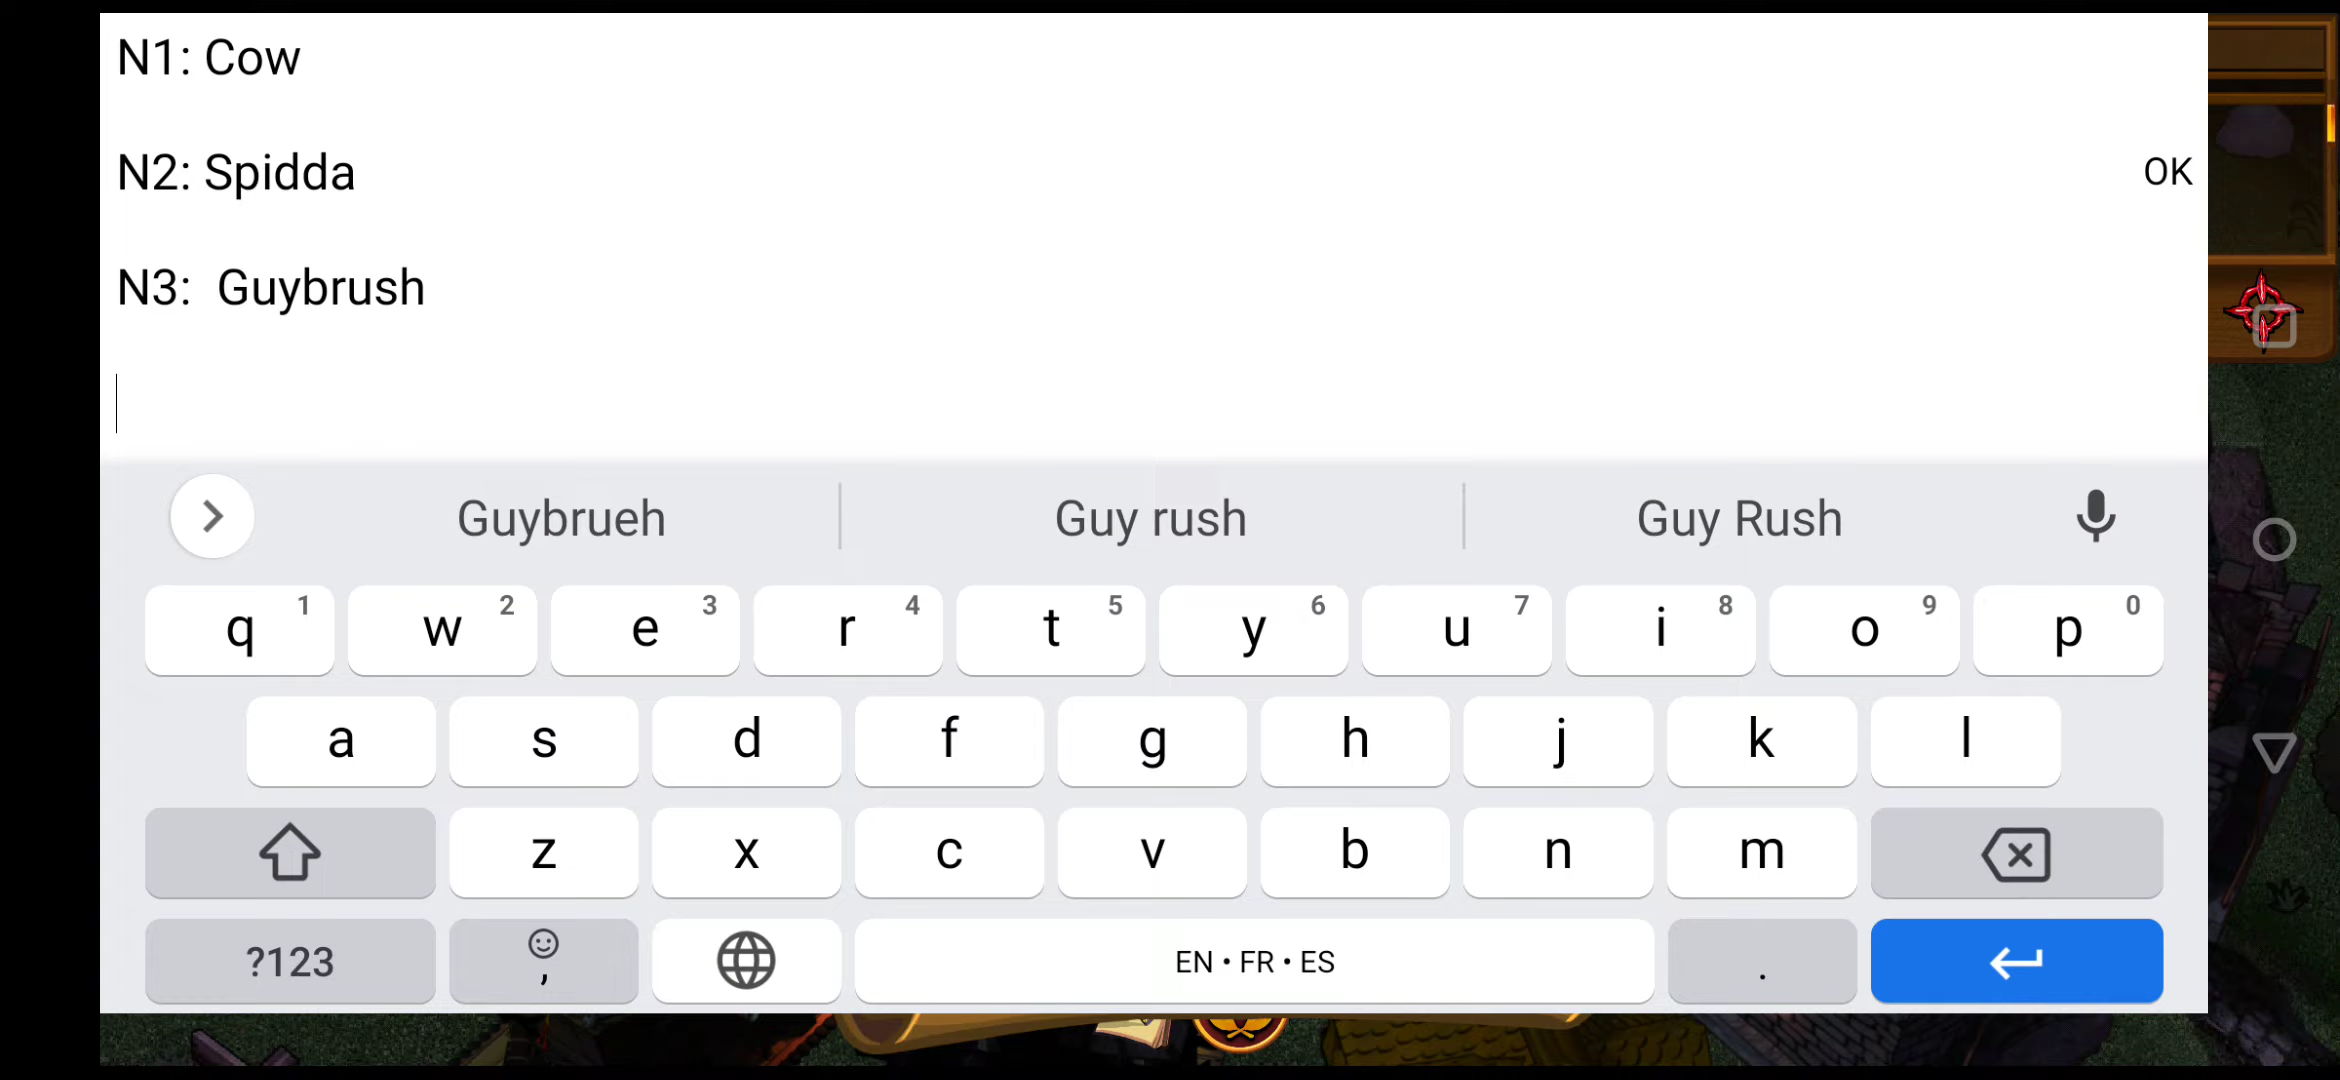 N1: Cow
N2: Spidda
OK
N3:  Guybrush
Guybrueh
Guy rush
Guy Rush
q 1 w 2 e 3 r 4 t 5 y 6 u 7 i 8 o 9 p 0
a s d f g h j k l
z x c v b n m
?123 , EN • FR • ES .